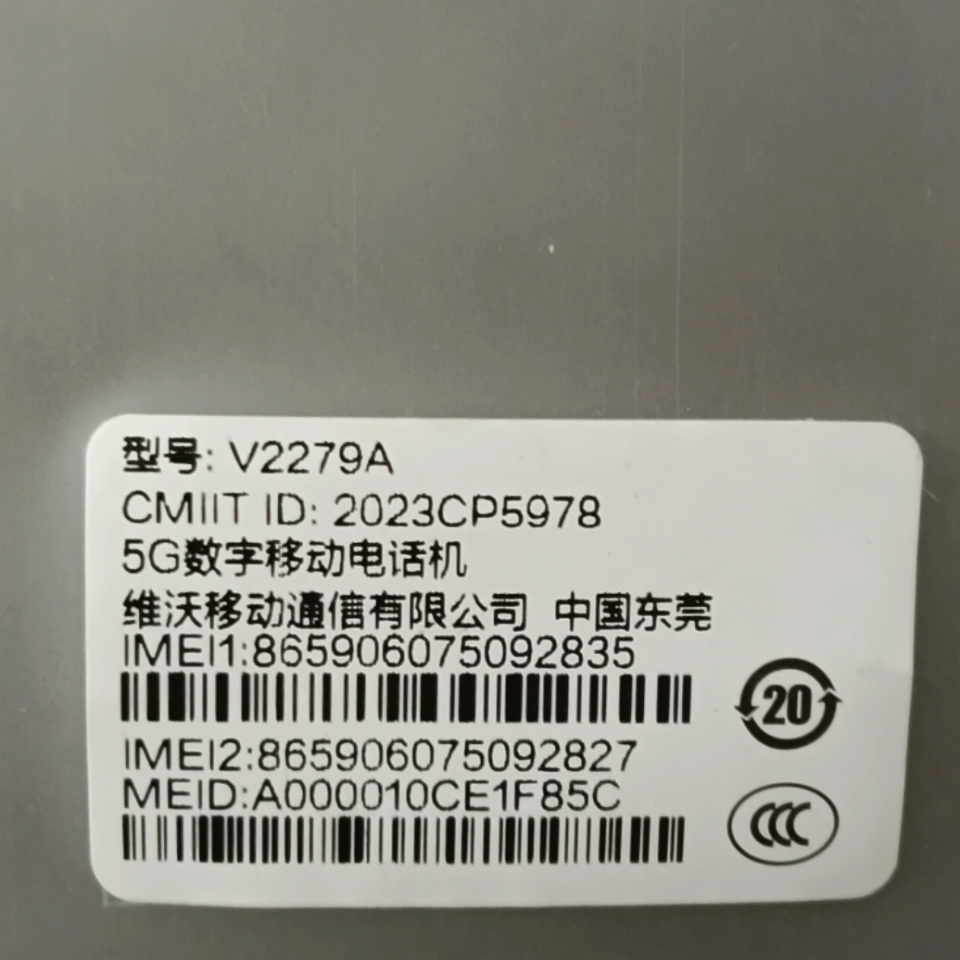 型号: V2279A
CMIIT ID: 2023CP5978
5G数字移动电话机
维沃移动通信有限公司 中国东莞
IMEI1:865906075092835
20
IMEI2:865906075092827
MEID:A000010CE1F85C
CCC